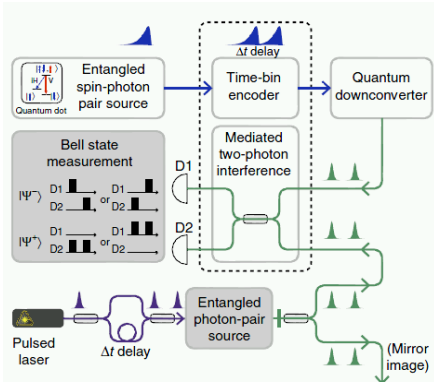 Δt delay
Entangled
spin-photon
pair source
Quantum dot
Time-bin
encoder
Quantum
downconverter
Bell state
measurement
|Ψ⁻⟩
D1
D2
or
D1
D2
|Ψ⁺⟩
D1
D2
or
D1
D2
D1
D2
Mediated
two-photon
interference
Pulsed
laser
Δt delay
Entangled
photon-pair
source
(Mirror
image)